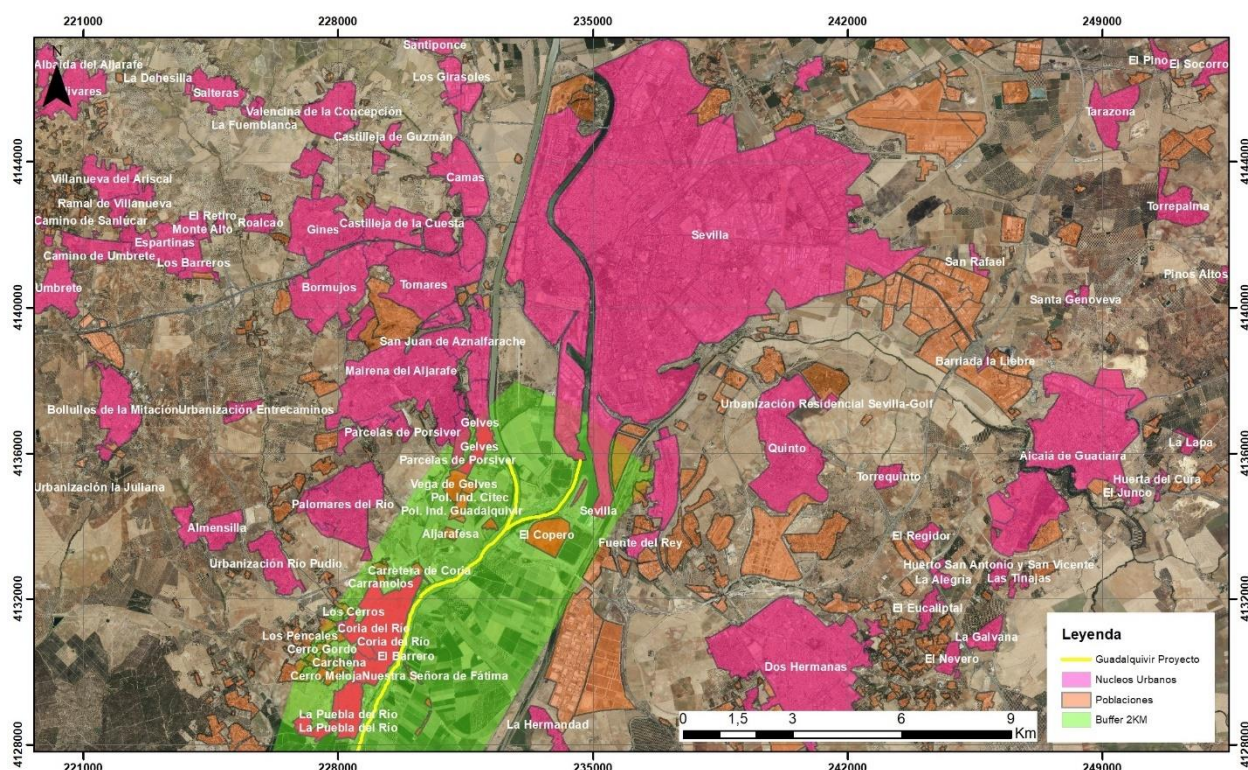 221000 228000 235000 242000 249000
Santiponce
N
Albaida del Aljarafe
La Dehesilla
Los Girasoles
El Pino
El Socorro
Olivares
Salteras
Valencina de la Concepción
Tarazona
La Fuemblanca
Castilleja de Guzmán
4144000 4144000
Villanueva del Ariscal
Camas
Ramal de Villanueva
El Retiro
Torrepalma
Camino de Sanlúcar
Monte Alto
Roalcao
Castilleja de la Cuesta
Gines
Sevilla
Espartinas
Camino de Umbrete
Los Barreros
San Rafael
Pinos Altos
Umbrete
Bormujos
Tomares
Santa Genoveva
4140000 4140000
San Juan de Aznalfarache
Barriada la Liebre
Mairena del Aljarafe
Bollullos de la Mitación
Urbanización Entrecaminos
Urbanización Residencial Sevilla-Golf
Gelves
Parcelas de Porsiver
La Lapa
Gelves
Quinto
4136000 4136000
Parcelas de Porsiver
Alcalá de Guadaira
Urbanización la Juliana
Vega de Gelves
Torrequinto
Huerta del Cura
Pol. Ind. Citec
El Junco
Palomares del Río
Pol. Ind. Guadalquivir
Sevilla
Almensilla
Aljarafesa
El Copero
Fuente del Rey
El Regidor
Urbanización Río Pudio
Carretera de Coria
Huerto San Antonio y San Vicente
Carramolos
La Alegría
Las Tinajas
4132000 4132000
Los Cerros
El Eucaliptal
Coria del Río
Los Pencales
Coria del Río
La Galvana
Cerro Gordo
El Barrero
Carchena
Dos Hermanas
El Nevero
Cerro Meloja
Nuestra Señora de Fátima
La Puebla del Río
La Puebla del Río
La Hermandad
4128000 4128000
Leyenda
Guadalquivir Proyecto
Nucleos Urbanos
Poblaciones
Buffer 2KM
0 1,5 3 6 9
Km
221000 228000 235000 242000 249000